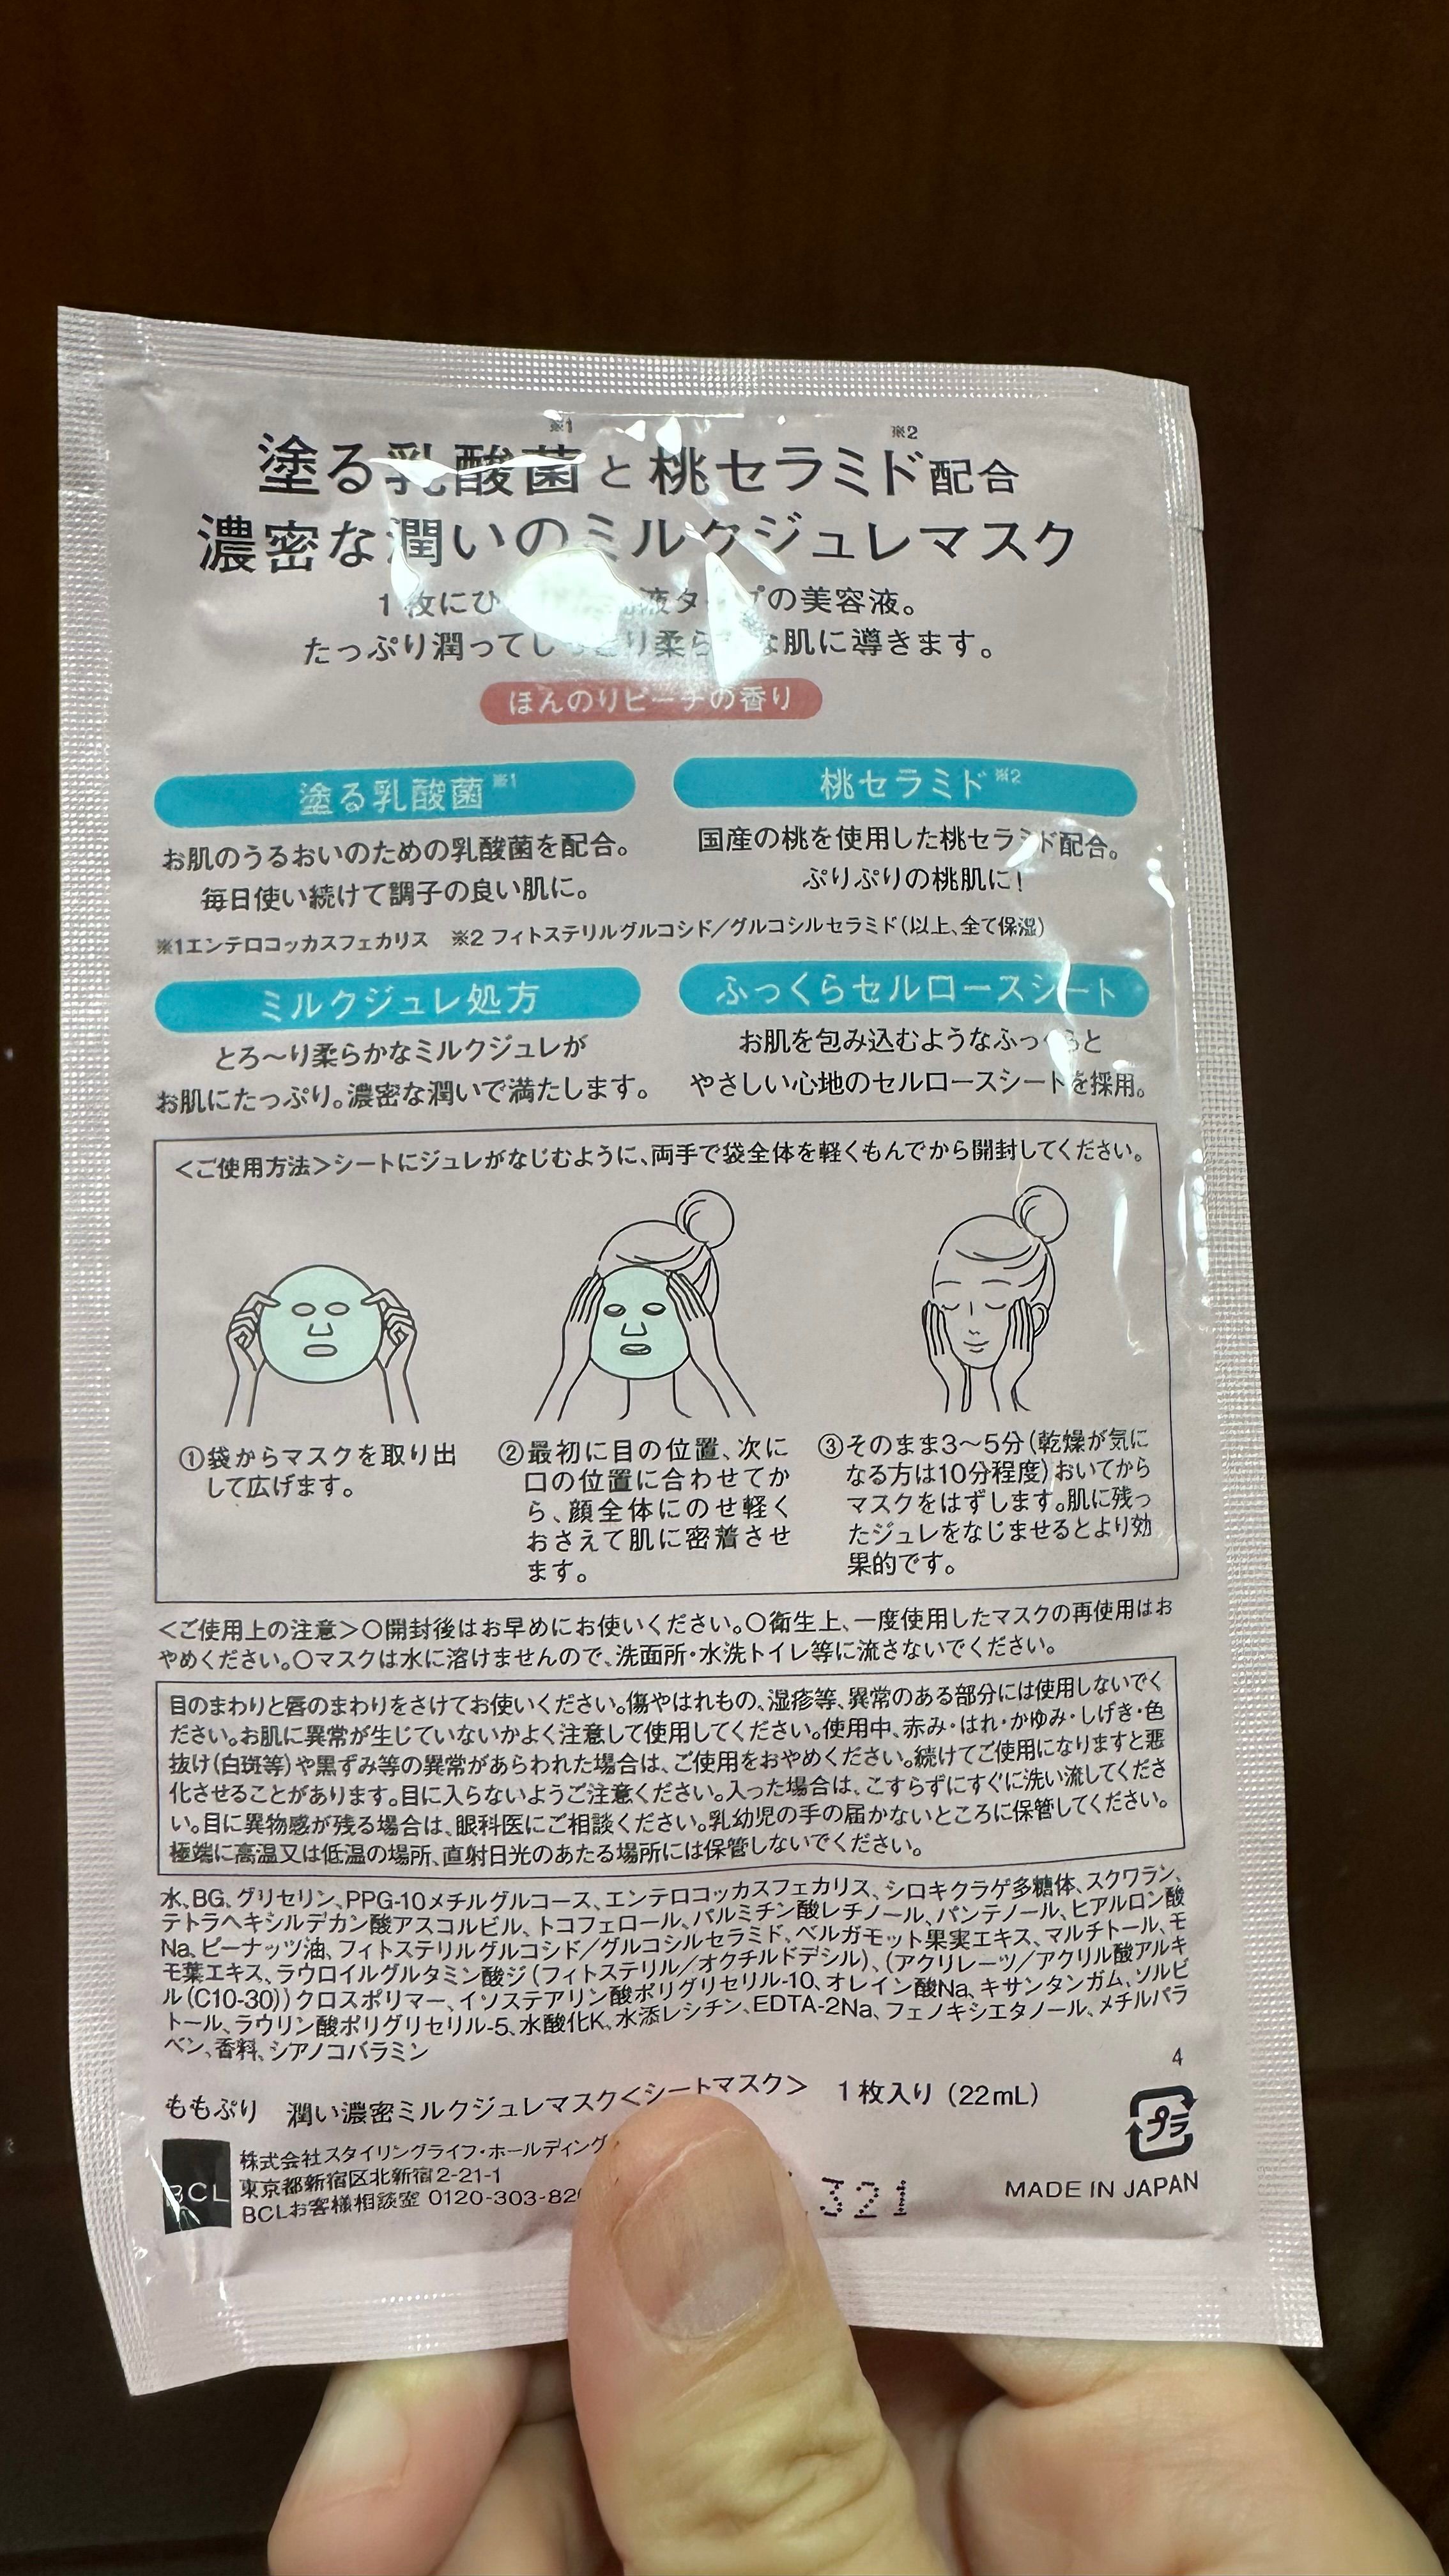 ※1 ※2
塗る乳酸菌と桃セラミド配合
濃密な潤いのミルクジュレマスク
1枚にひ 液タイプの美容液。
たっぷり潤ってしっとり柔らかな肌に導きます。
ほんのりピーチの香り
塗る乳酸菌※1
お肌のうるおいのための乳酸菌を配合。
毎日使い続けて調子の良い肌に。
桃セラミド※2
国産の桃を使用した桃セラミド配合。
ぷりぷりの桃肌に!
※1エンテロコッカスフェカリス ※2 フィトステリルグルコシド/グルコシルセラミド(以上、全て保湿)
ミルクジュレ処方
とろ〜り柔らかなミルクジュレが
お肌にたっぷり。濃密な潤いで満たします。
ふっくらセルロースシート
お肌を包み込むようなふっくらと
やさしい心地のセルロースシートを採用。
<ご使用方法>シートにジュレがなじむように、両手で袋全体を軽くもんでから開封してください。
①袋からマスクを取り出
して広げます。
②最初に目の位置、次に
口の位置に合わせてか
ら、顔全体にのせ軽く
おさえて肌に密着させ
ます。
③そのまま3〜5分(乾燥が気に
なる方は10分程度)おいてから
マスクをはずします。肌に残っ
たジュレをなじませるとより効
果的です。
<ご使用上の注意>○開封後はお早めにお使いください。○衛生上、一度使用したマスクの再使用はお
やめください。○マスクは水に溶けませんので、洗面所・水洗トイレ等に流さないでください。
目のまわりと唇のまわりをさけてお使いください。傷やはれもの、湿疹等、異常のある部分には使用しないでく
ださい。お肌に異常が生じていないかよく注意して使用してください。使用中、赤み・はれ・かゆみ・しげき・色
抜け(白斑等)や黒ずみ等の異常があらわれた場合は、ご使用をおやめください。続けてご使用になりますと悪
化させることがあります。目に入らないようご注意ください。入った場合は、こすらずにすぐに洗い流してくださ
い。目に異物感が残る場合は、眼科医にご相談ください。乳幼児の手の届かないところに保管してください。
極端に高温又は低温の場所、直射日光のあたる場所には保管しないでください。
水、BG、グリセリン、PPG-10メチルグルコース、エンテロコッカスフェカリス、シロキクラゲ多糖体、スクワラン、
テトラヘキシルデカン酸アスコルビル、トコフェロール、パルミチン酸レチノール、パンテノール、ヒアルロン酸
Na、ピーナッツ油、フィトステリルグルコシド/グルコシルセラミド、ベルガモット果実エキス、マルチトール、モ
モ葉エキス、ラウロイルグルタミン酸ジ(フィトステリル/オクチルドデシル)、(アクリレーツ/アクリル酸アルキ
ル(C10-30))クロスポリマー、イソステアリン酸ポリグリセリル-10、オレイン酸Na、キサンタンガム、ソルビ
トール、ラウリン酸ポリグリセリル-5、水酸化K、水添レシチン、EDTA-2Na、フェノキシエタノール、メチルパラ
ベン、香料、シアノコバラミン
4
ももぷり 潤い濃密ミルクジュレマスク<シートマスク> 1枚入り(22mL)
プラ
BCL
株式会社スタイリングライフ・ホールディング
東京都新宿区北新宿2-21-1
BCLお客様相談室 0120-303-82
321
MADE IN JAPAN